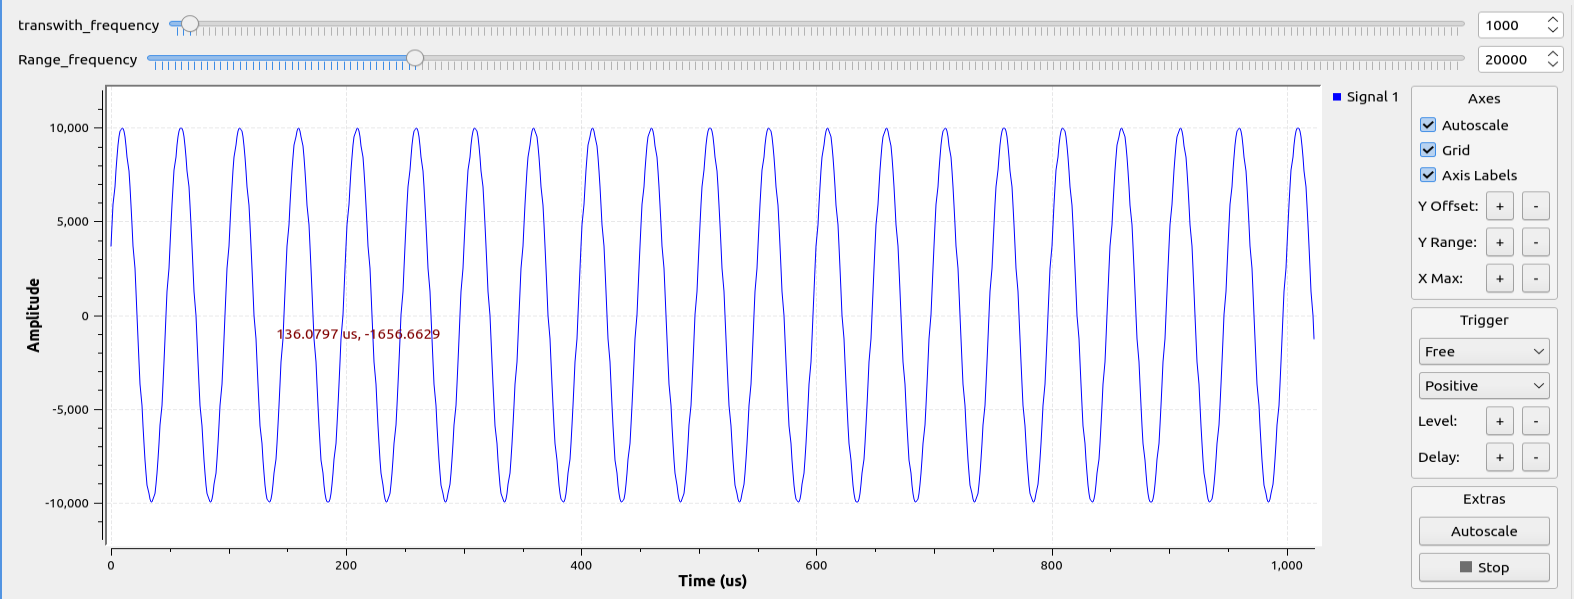 transwith_frequency
1000
Range_frequency
20000
Signal 1
10,000
5,000
0
-5,000
-10,000
Amplitude
136.0797 us, -1656.6629
0
200
400
600
800
1,000
Time (us)
Axes
Autoscale
Grid
Axis Labels
Y Offset: + -
Y Range: + -
X Max: + -
Trigger
Free
Positive
Level: + -
Delay: + -
Extras
Autoscale
Stop